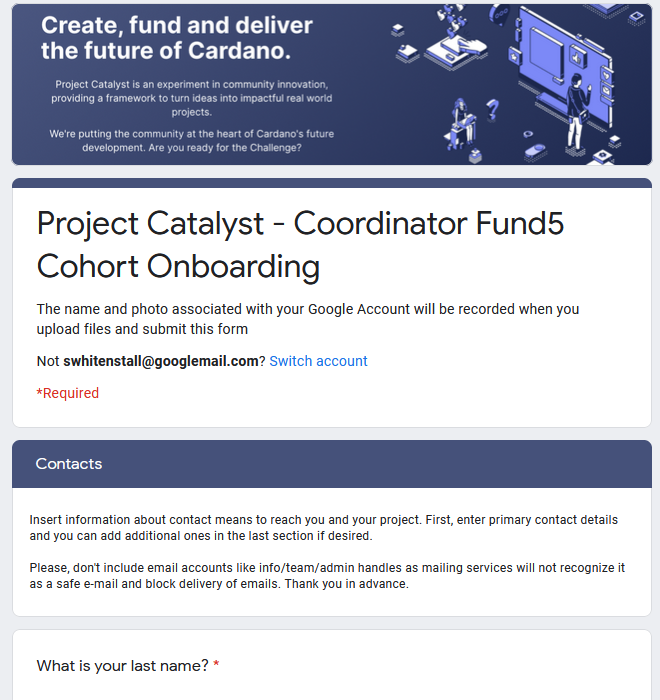 Create, fund and deliver
the future of Cardano.
Project Catalyst is an experiment in community innovation,
providing a framework to turn ideas into impactful real world
projects.
We're putting the community at the heart of Cardano's future
development. Are you ready for the Challenge?
Project Catalyst - Coordinator Fund5
Cohort Onboarding
The name and photo associated with your Google Account will be recorded when you
upload files and submit this form
Not swhitenstall@googlemail.com? Switch account
*Required
Contacts
Insert information about contact means to reach you and your project. First, enter primary contact details
and you can add additional ones in the last section if desired.
Please, don't include email accounts like info/team/admin handles as mailing services will not recognize it
as a safe e-mail and block delivery of emails. Thank you in advance.
What is your last name? *